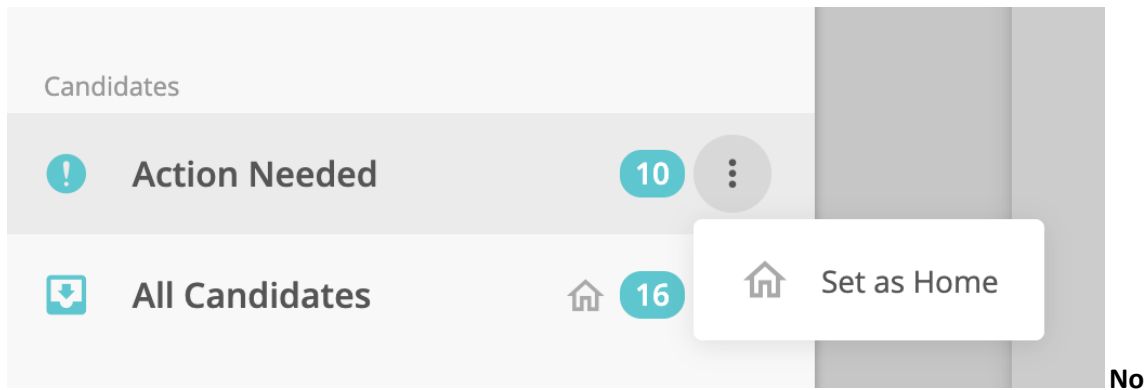 Candidates
Action Needed 10
Set as Home
All Candidates 16
No